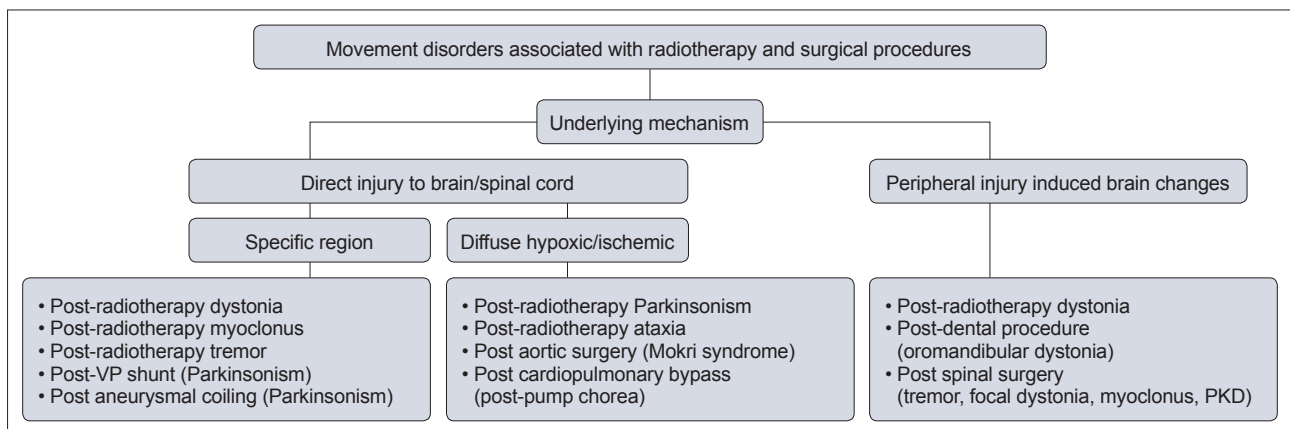 Movement disorders associated with radiotherapy and surgical procedures
Underlying mechanism
Direct injury to brain/spinal cord
Peripheral injury induced brain changes
Specific region
Diffuse hypoxic/ischemic
• Post-radiotherapy dystonia
• Post-radiotherapy myoclonus
• Post-radiotherapy tremor
• Post-VP shunt (Parkinsonism)
• Post aneurysmal coiling (Parkinsonism)
• Post-radiotherapy Parkinsonism
• Post-radiotherapy ataxia
• Post aortic surgery (Mokri syndrome)
• Post cardiopulmonary bypass
(post-pump chorea)
• Post-radiotherapy dystonia
• Post-dental procedure
(oromandibular dystonia)
• Post spinal surgery
(tremor, focal dystonia, myoclonus, PKD)